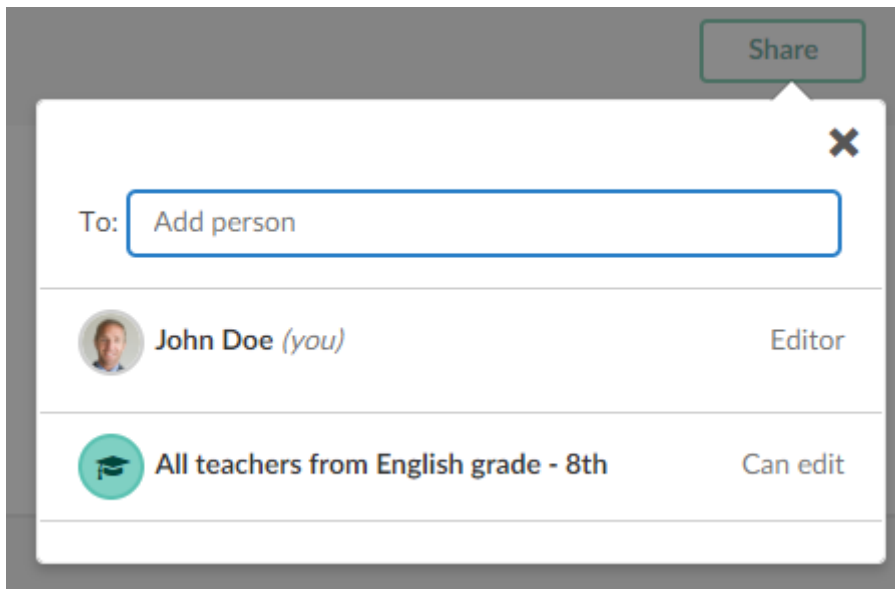 Share
To: Add person
John Doe (you) Editor
All teachers from English grade - 8th Can edit